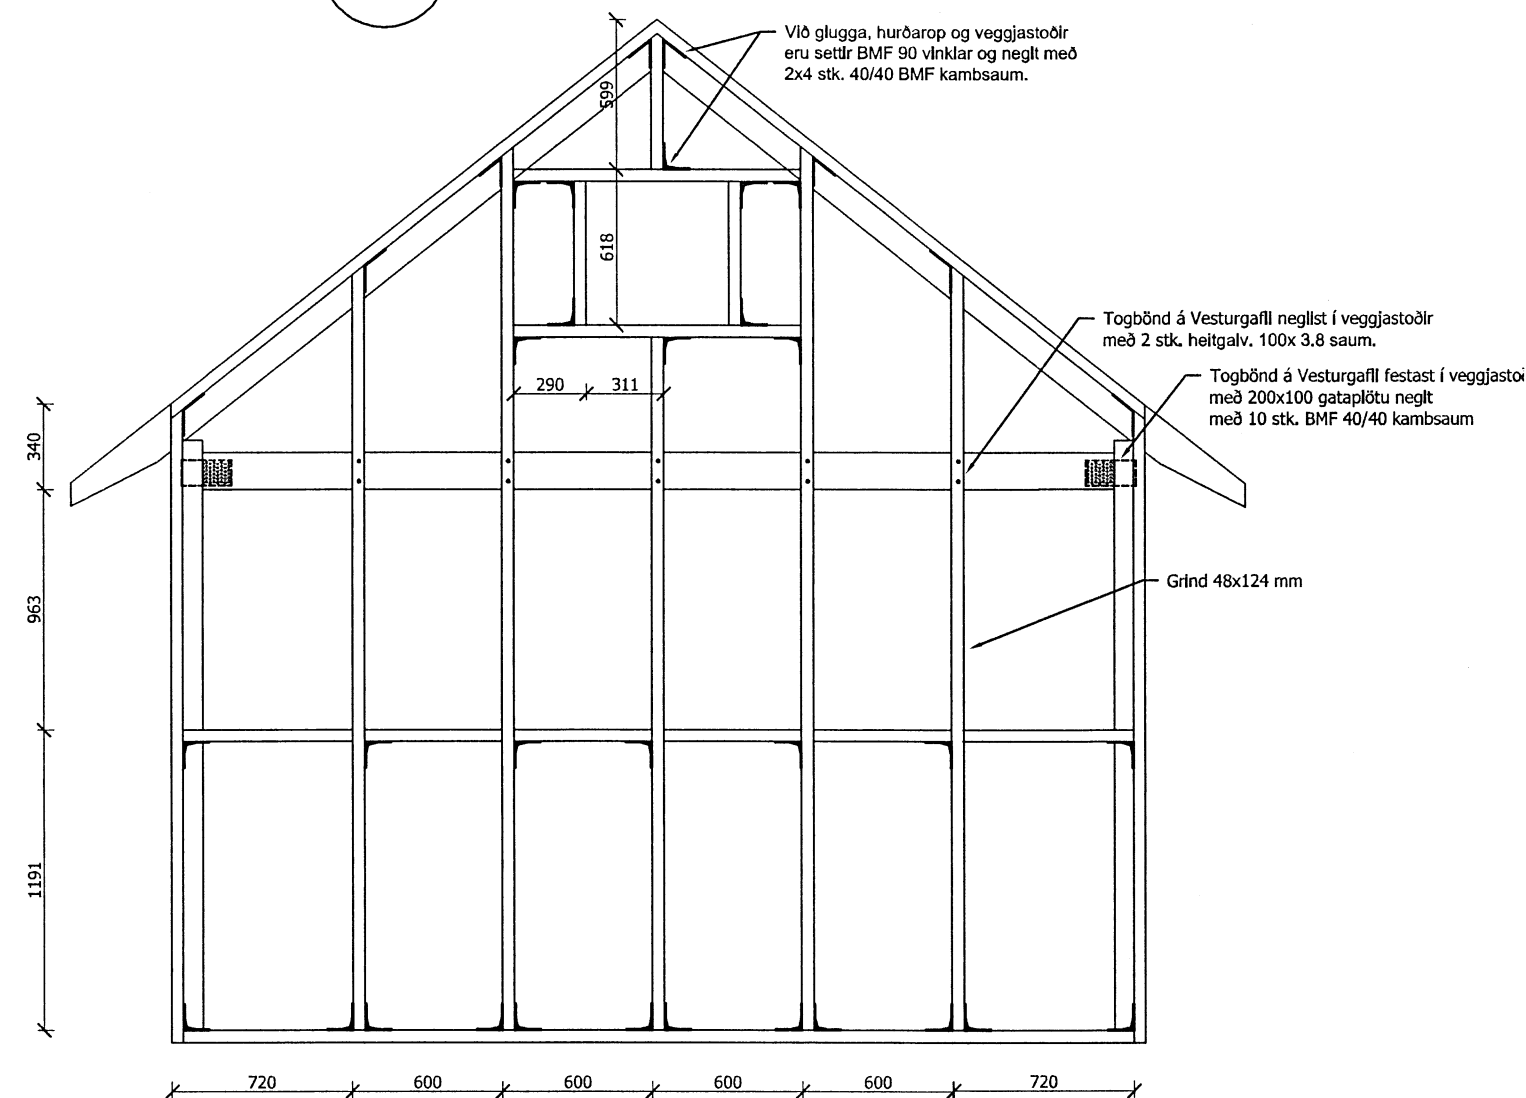 Við glugga, hurðarop og veggjastoðir
eru settir BMF 90 vinklar og neglt með
2x4 stk. 40/40 BMF kambsaum.
599
618
Togbönd á Vesturgafli neglist í veggjastoðir
með 2 stk. heitgalv. 100x 3.8 saum.
Togbönd á Vesturgafli festast í
með 200x100 gataplötu neglt
með 10 stk. BMF 40/40 kambsaum
290 311
340
963
Grind 48x124 mm
1191
720 600 600 600 600 720